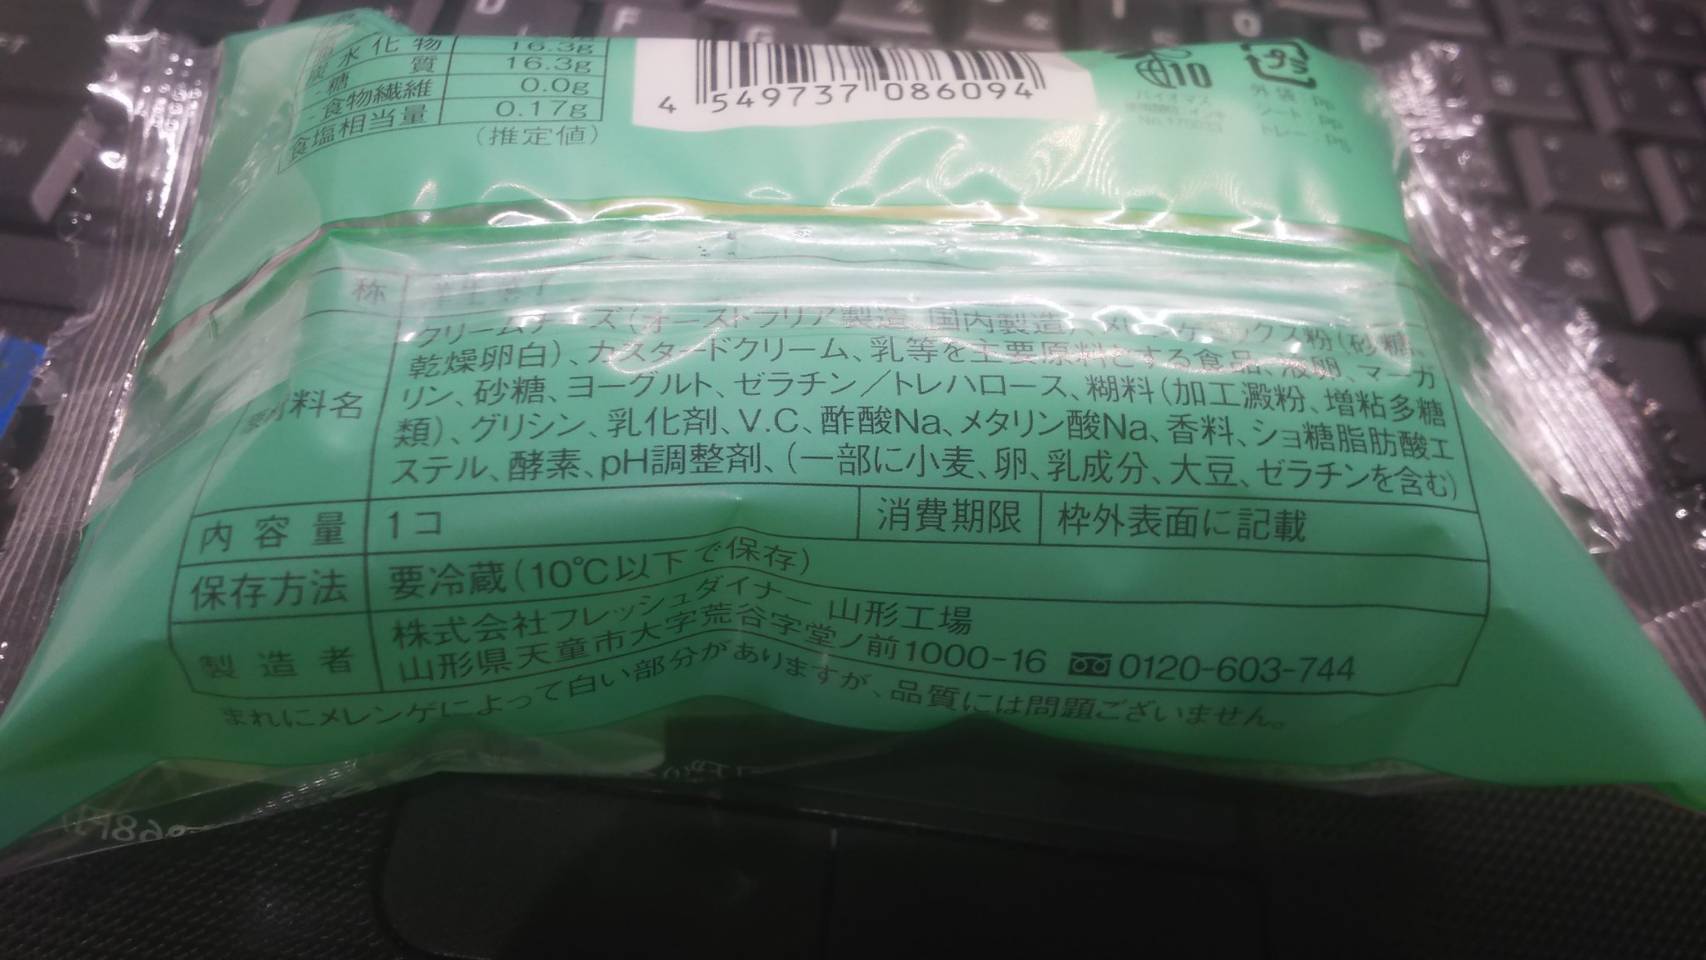 水化物 16.3g
糖質 16.3g
食物繊維 0.0g
食塩相当量 0.17g
(推定値)
4 549737 086094
10
バイオマス
プラ
外袋:PP
トレー:PS
称
クリームチーズ(オーストラリア製造、国内製造)、メレンゲミックス粉(砂糖、
乾燥卵白)、カスタードクリーム、乳等を主要原料とする食品、液卵、マーガ
料名 リン、砂糖、ヨーグルト、ゼラチン/トレハロース、糊料(加工澱粉、増粘多糖
類)、グリシン、乳化剤、V.C、酢酸Na、メタリン酸Na、香料、ショ糖脂肪酸エ
ステル、酵素、pH調整剤、(一部に小麦、卵、乳成分、大豆、ゼラチンを含む)
内容量 1コ 消費期限 枠外表面に記載
保存方法 要冷蔵(10℃以下で保存)
製造者 株式会社フレッシュダイナー 山形工場
山形県天童市大字荒谷字堂ノ前1000-16 0120-603-744
まれにメレンゲによって白い部分がありますが、品質には問題ございません。